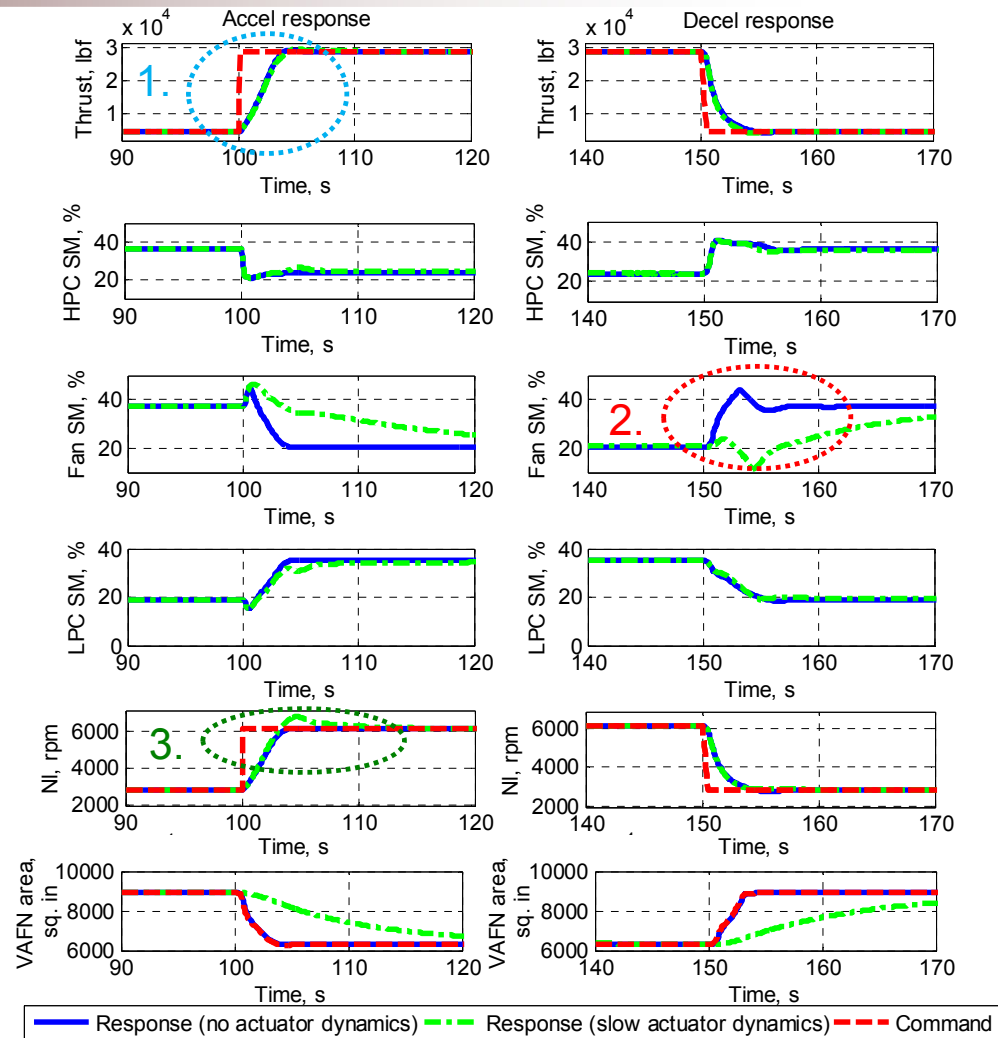 Accel response
Decel response
x 10^4
x 10^4
Thrust, lbf
3
2
1
1.
90 100 110 120
Time, s
Thrust, lbf
3
2
1
140 150 160 170
Time, s
HPC SM, %
40
20
90 100 110 120
Time, s
HPC SM, %
40
20
140 150 160 170
Time, s
Fan SM, %
40
20
90 100 110 120
Time, s
Fan SM, %
40
20
2.
140 150 160 170
Time, s
LPC SM, %
40
20
0
90 100 110 120
Time, s
LPC SM, %
40
20
0
140 150 160 170
Time, s
Nl, rpm
6000
4000
2000
3.
90 100 110 120
Time, s
Nl, rpm
6000
4000
2000
140 150 160 170
Time, s
VAFN area,
sq. in
10000
8000
6000
90 100 110 120
Time, s
VAFN area,
sq. in
10000
8000
6000
140 150 160 170
Time, s
Response (no actuator dynamics) Response (slow actuator dynamics) Command